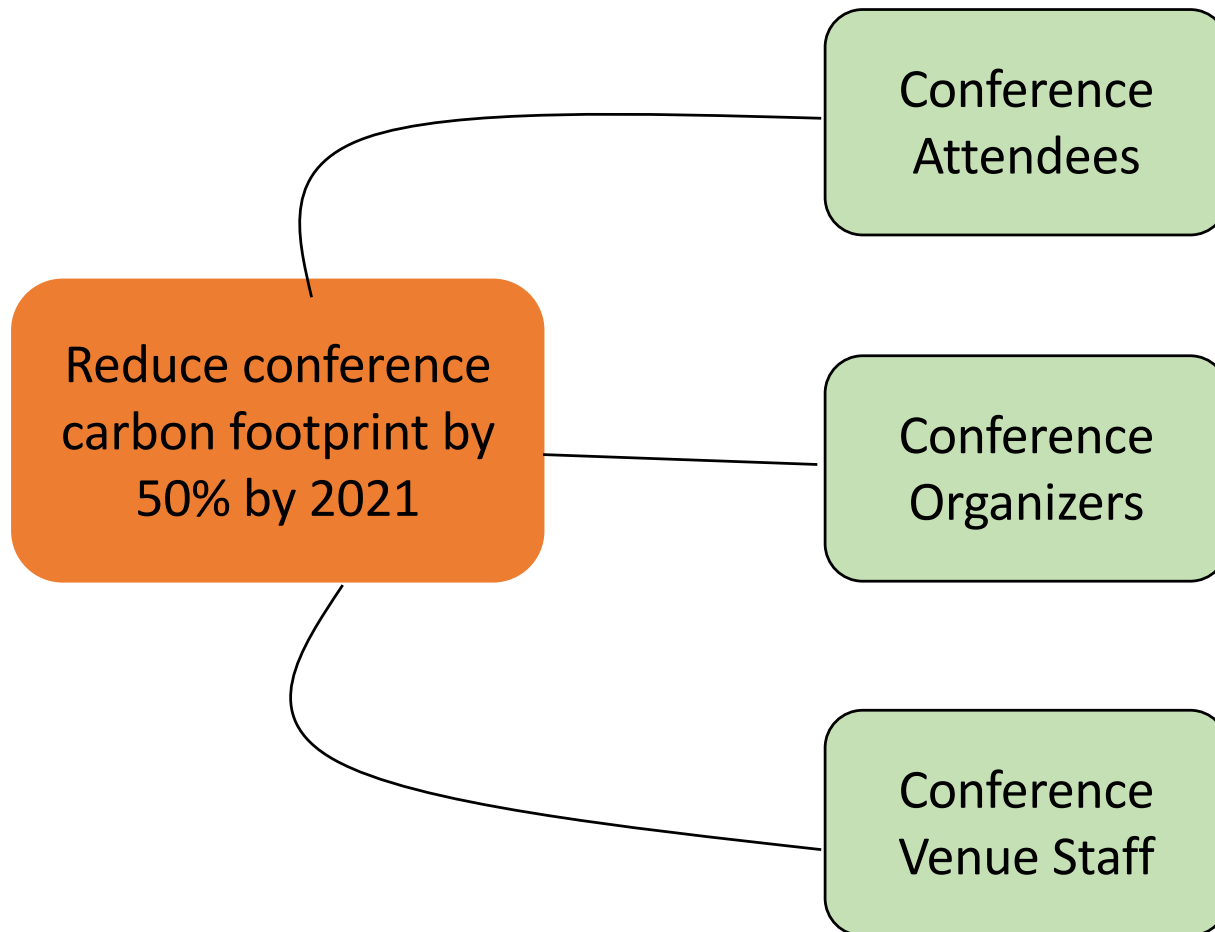 Conference
Attendees
Reduce conference
carbon footprint by
50% by 2021
Conference
Organizers
Conference
Venue Staff